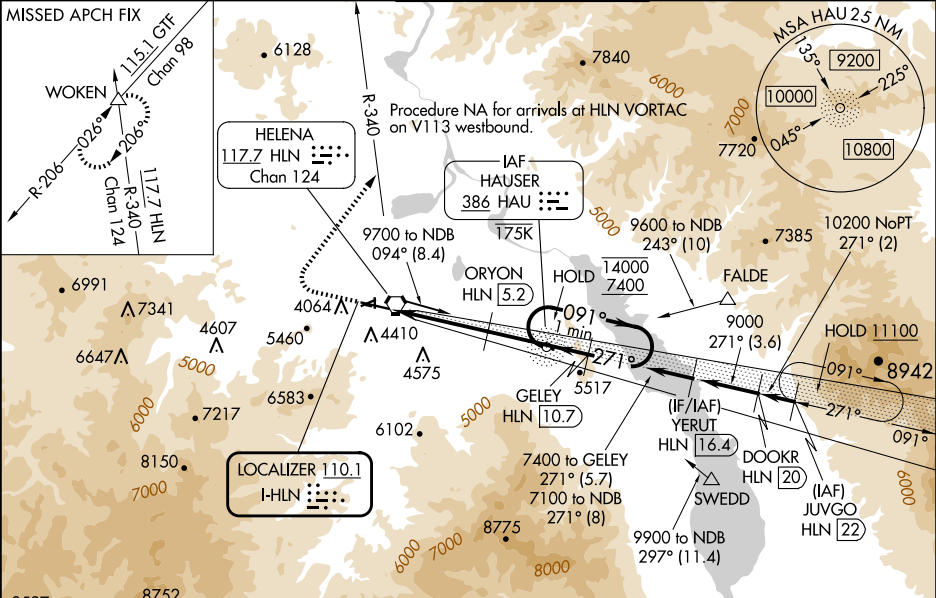 MISSED APCH FIX
115.1 GTF
Chan 98
WOKEN
026°
206°
R-206
R-340
117.7 HLN
Chan 124
6128
7840
6000
7000
7720
MSA HAU 25 NM
135°
9200
225°
10000
045°
10800
R-340
Procedure NA for arrivals at HLN VORTAC
on V113 westbound.
HELENA
117.7 HLN
Chan 124
IAF
HAUSER
386 HAU
175K
5000
9700 to NDB
094° (8.4)
ORYON
HLN 5.2
HOLD
14000
7400
9600 to NDB
243° (10)
FALDE
7385
10200 NoPT
271° (2)
9000
271° (3.6)
HOLD 11100
8942
091°
271°
091°
091°
1 min
271°
6991
7341
4607
6647
5000
5460
4064
4410
4575
5517
GELEY
HLN 10.7
6583
6000
7217
6102
5000
8150
7000
LOCALIZER 110.1
I-HLN
7400 to GELEY
271° (5.7)
7100 to NDB
271° (8)
(IF/IAF)
YERUT
HLN 16.4
DOOKR
HLN 20
(IAF)
JUVGO
HLN 22
SWEDD
9900 to NDB
297° (11.4)
6000
8775
6000
7000
8000
8752